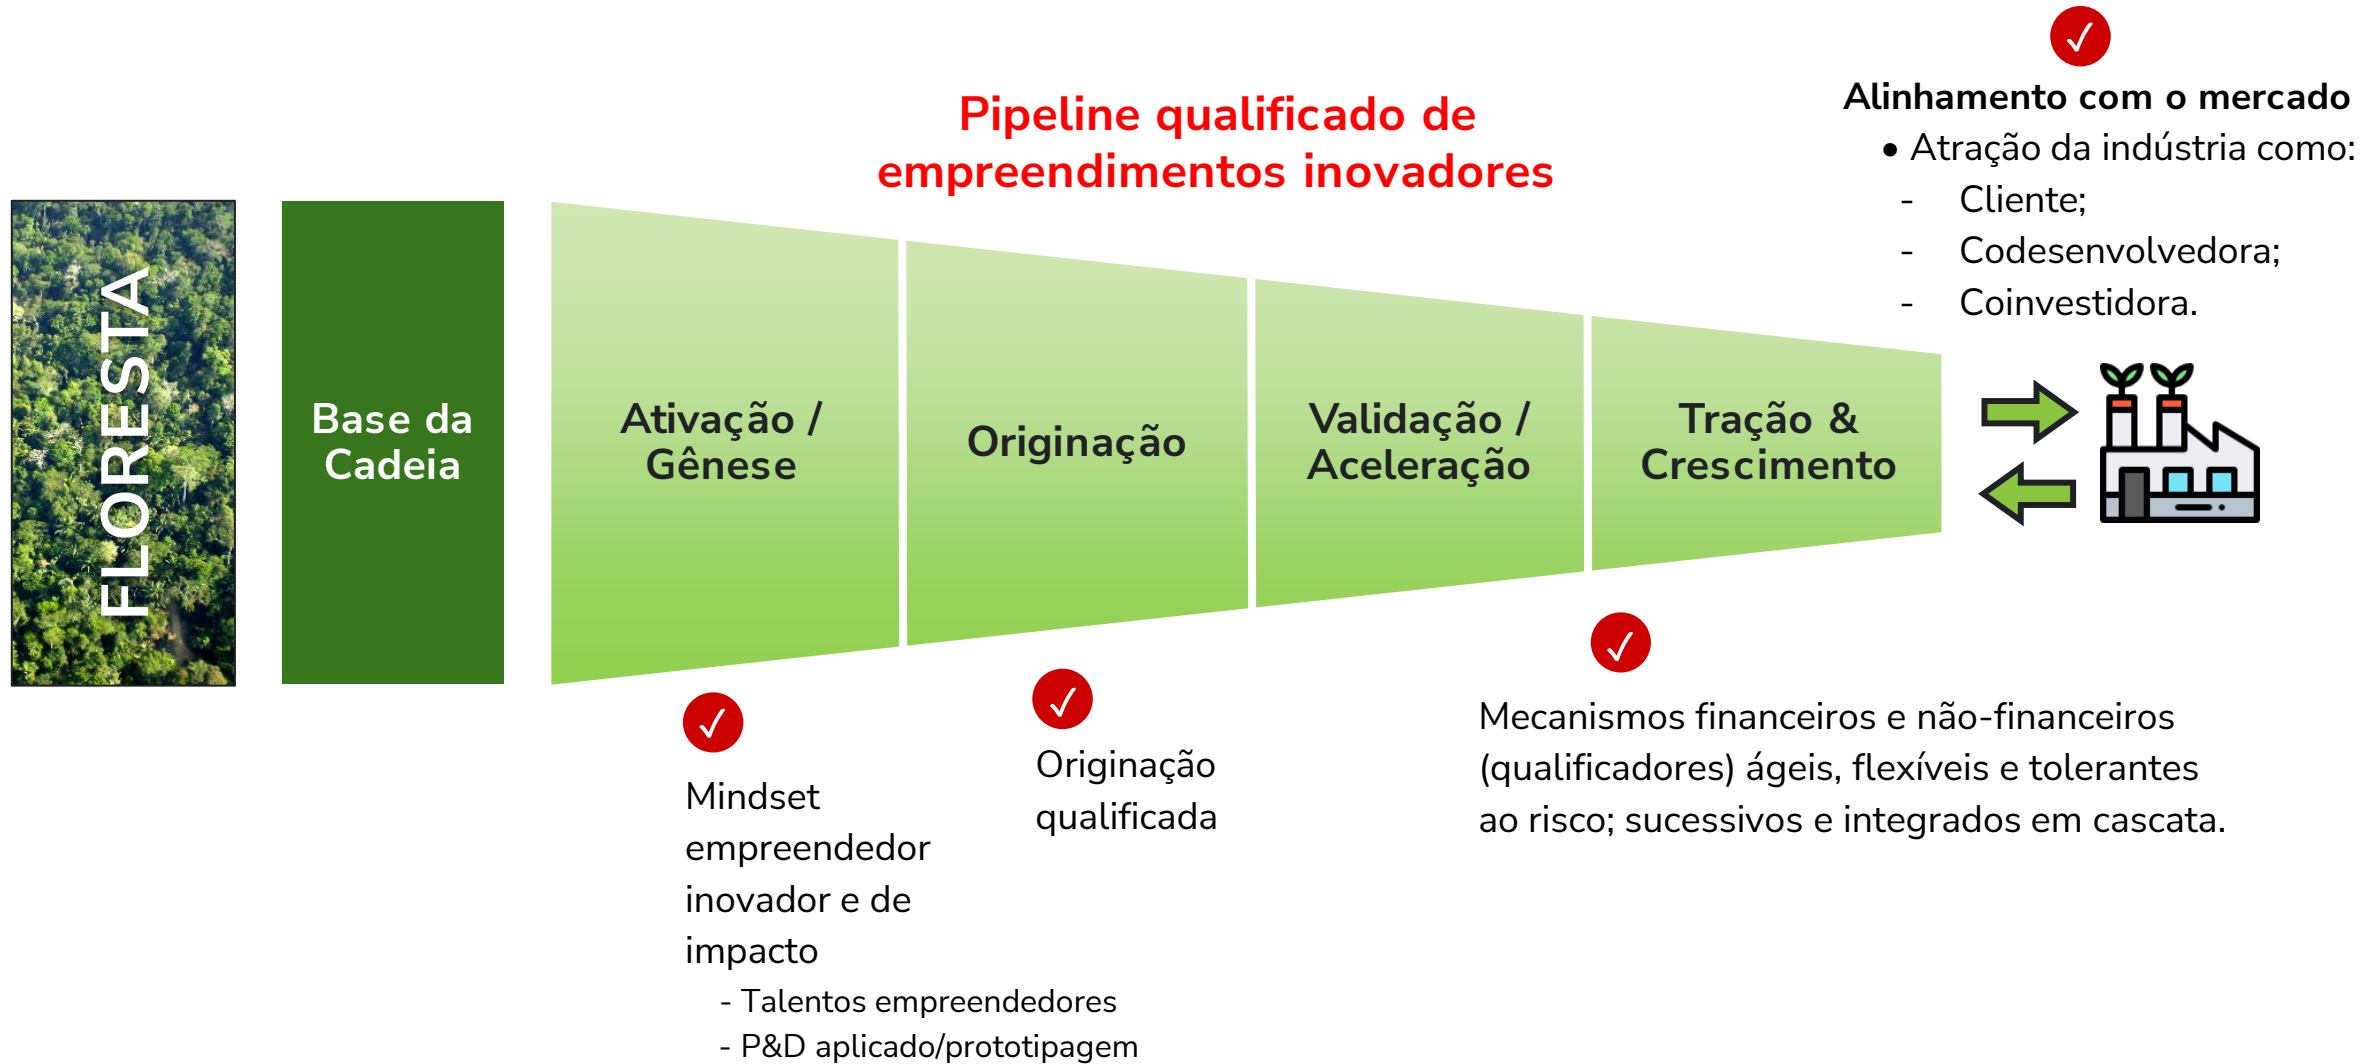 Pipeline qualificado de
empreendimentos inovadores
Alinhamento com o mercado
• Atração da indústria como:
- Cliente;
- Codesenvolvedora;
- Coinvestidora.
FLORESTA
Base da
Cadeia
Ativação /
Gênese
Originação
Validação /
Aceleração
Tração &
Crescimento
Mindset
empreendedor
inovador e de
impacto
- Talentos empreendedores
- P&D aplicado/prototipagem
Originação
qualificada
Mecanismos financeiros e não-financeiros
(qualificadores) ágeis, flexíveis e tolerantes
ao risco; sucessivos e integrados em cascata.